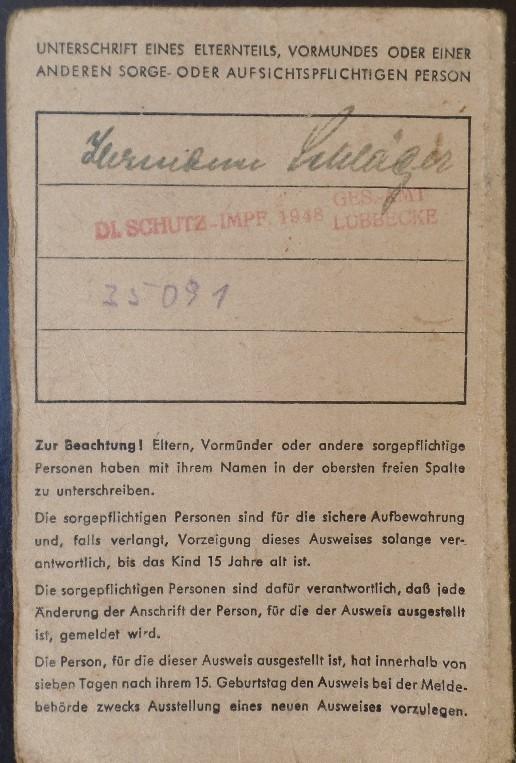 UNTERSCHRIFT EINES ELTERNTEILS, VORMUNDES ODER EINER
ANDEREN SORGE- ODER AUFSICHTSPFLICHTIGEN PERSON
Hermann Schläger
DI. SCHUTZ-IMPF. 1948 GES.-AMT
LÜBBECKE
25091
Zur Beachtung! Eltern, Vormünder oder andere sorgepflichtige
Personen haben mit ihrem Namen in der obersten freien Spalte
zu unterschreiben.
Die sorgepflichtigen Personen sind für die sichere Aufbewahrung
und, falls verlangt, Vorzeigung dieses Ausweises solange ver-
antwortlich, bis das Kind 15 Jahre alt ist.
Die sorgepflichtigen Personen sind dafür verantwortlich, daß jede
Änderung der Anschrift der Person, für die der Ausweis ausgestellt
ist, gemeldet wird.
Die Person, für die dieser Ausweis ausgestellt ist, hat innerhalb von
sieben Tagen nach ihrem 15. Geburtstag den Ausweis bei der Melde-
behörde zwecks Ausstellung eines neuen Ausweises vorzulegen.